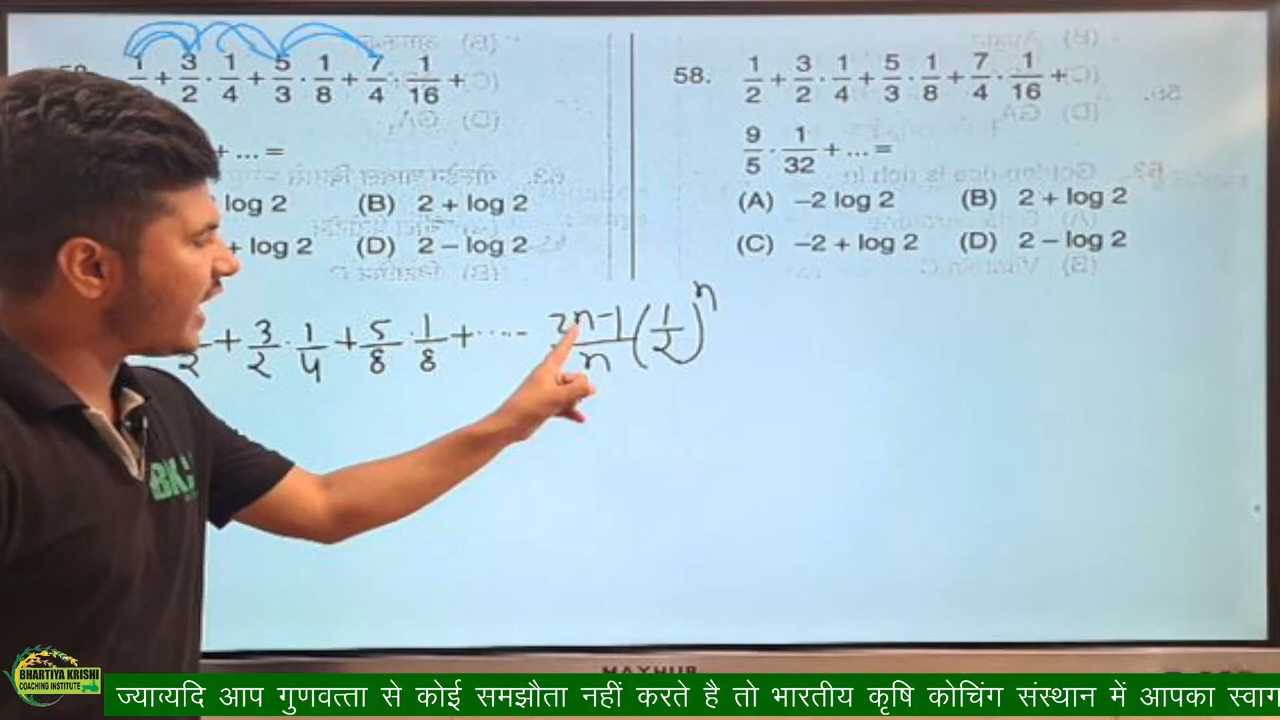 1/2 + 3/2 · 1/4 + 5/3 · 1/8 + 7/4 · 1/16 +
+ ... =
log 2 (B) 2 + log 2
+ log 2 (D) 2 – log 2
58. 1/2 + 3/2 · 1/4 + 5/3 · 1/8 + 7/4 · 1/16 +
9/5 · 1/32 + ... =
(A) –2 log 2 (B) 2 + log 2
(C) –2 + log 2 (D) 2 – log 2
+ 3/2 · 1/4 + 5/8 · 1/8 + ..... 2n-1/n (1/2)^n
BK
MAXHUB
BHARTIYA KRISHI
COACHING INSTITUTE
ज्याग्यदि आप गुणवत्ता से कोई समझौता नहीं करते है तो भारतीय कृषि कोचिंग संस्थान में आपका स्वाग